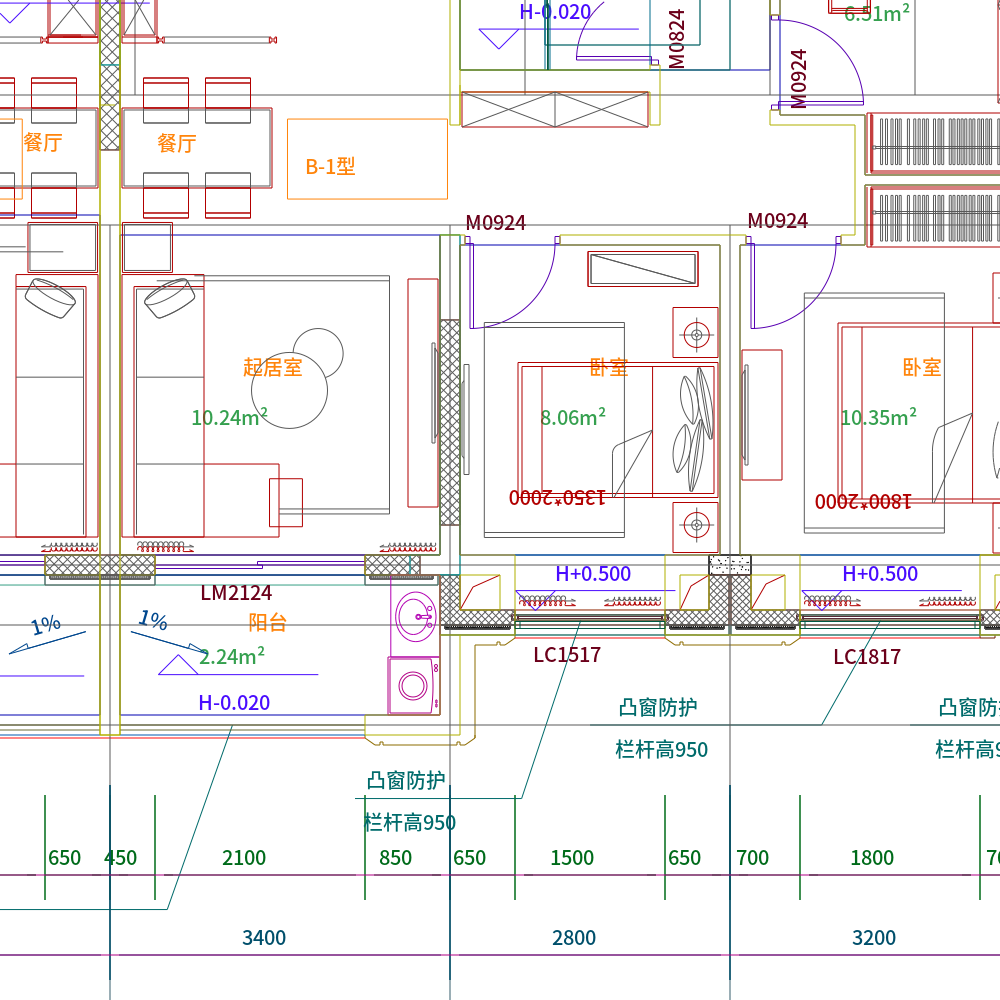 H-0.020
M0824
6.51m²
M0924
餐厅
餐厅
B-1型
M0924
M0924
起居室
卧室
卧室
10.24m²
8.06m²
10.35m²
1350*2000
1800*2000
H+0.500
H+0.500
LM2124
1%
1%
阳台
2.24m²
LC1517
LC1817
H-0.020
凸窗防护
栏杆高950
凸窗防
栏杆高9
凸窗防护
栏杆高950
650
450
2100
850
650
1500
650
700
1800
3400
2800
3200